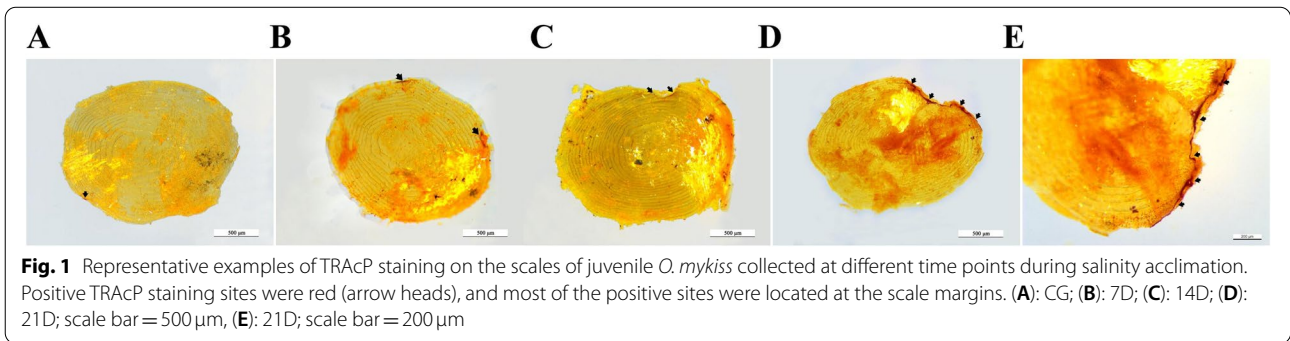 A B C D E
500 μm 500 μm 500 μm 500 μm 200 μm
Fig. 1 Representative examples of TRAcP staining on the scales of juvenile O. mykiss collected at different time points during salinity acclimation.
Positive TRAcP staining sites were red (arrow heads), and most of the positive sites were located at the scale margins. (A): CG; (B): 7D; (C): 14D; (D):
21D; scale bar = 500 μm, (E): 21D; scale bar = 200 μm